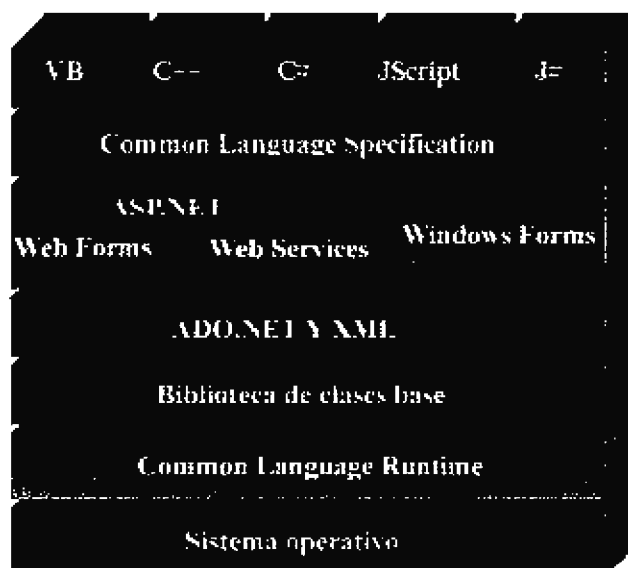 VB C++ C# JScript J#
Common Language Specification
ASP.NET
Web Forms Web Services Windows Forms
ADO.NET Y XML
Biblioteca de clases base
Common Language Runtime
Sistema operativo